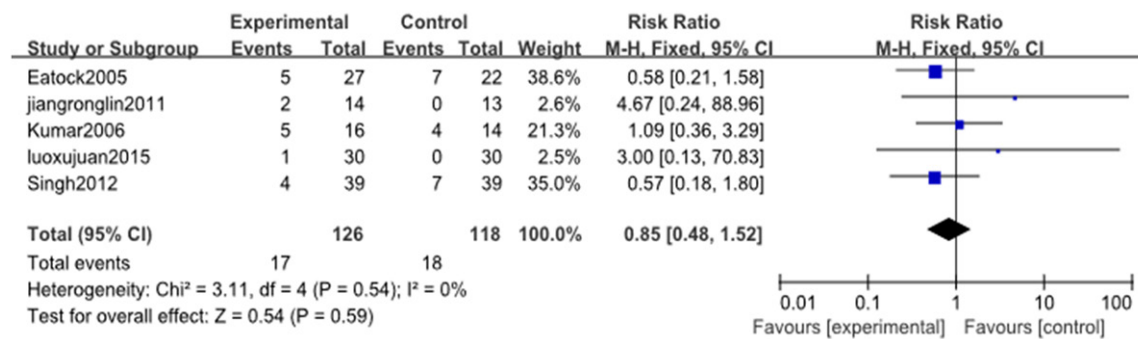 Experimental Control Risk Ratio Risk Ratio
Study or Subgroup Events Total Events Total Weight M-H, Fixed, 95% CI M-H, Fixed, 95% CI
Eatock2005 5 27 7 22 38.6% 0.58 [0.21, 1.58]
jiangronglin2011 2 14 0 13 2.6% 4.67 [0.24, 88.96]
Kumar2006 5 16 4 14 21.3% 1.09 [0.36, 3.29]
luoxujuan2015 1 30 0 30 2.5% 3.00 [0.13, 70.83]
Singh2012 4 39 7 39 35.0% 0.57 [0.18, 1.80]
Total (95% CI) 126 118 100.0% 0.85 [0.48, 1.52]
Total events 17 18
Heterogeneity: Chi² = 3.11, df = 4 (P = 0.54); I² = 0%
Test for overall effect: Z = 0.54 (P = 0.59)
0.01 0.1 1 10 100
Favours [experimental] Favours [control]